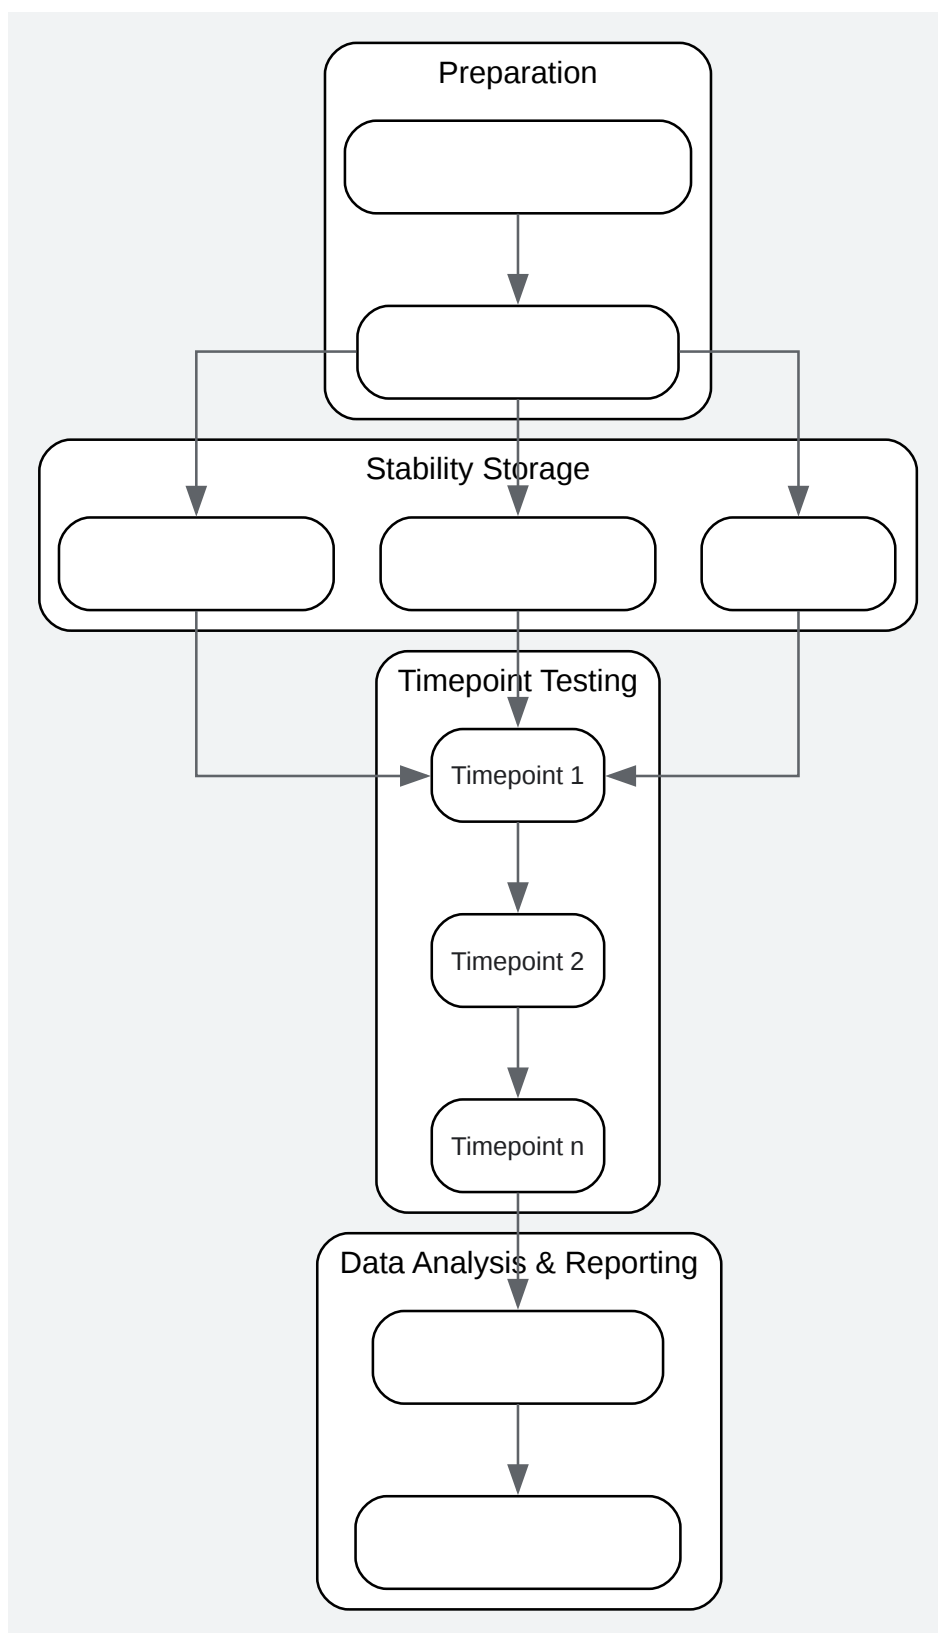 Preparation
Stability Storage
Timepoint Testing
Timepoint 1
Timepoint 2
Timepoint n
Data Analysis & Reporting